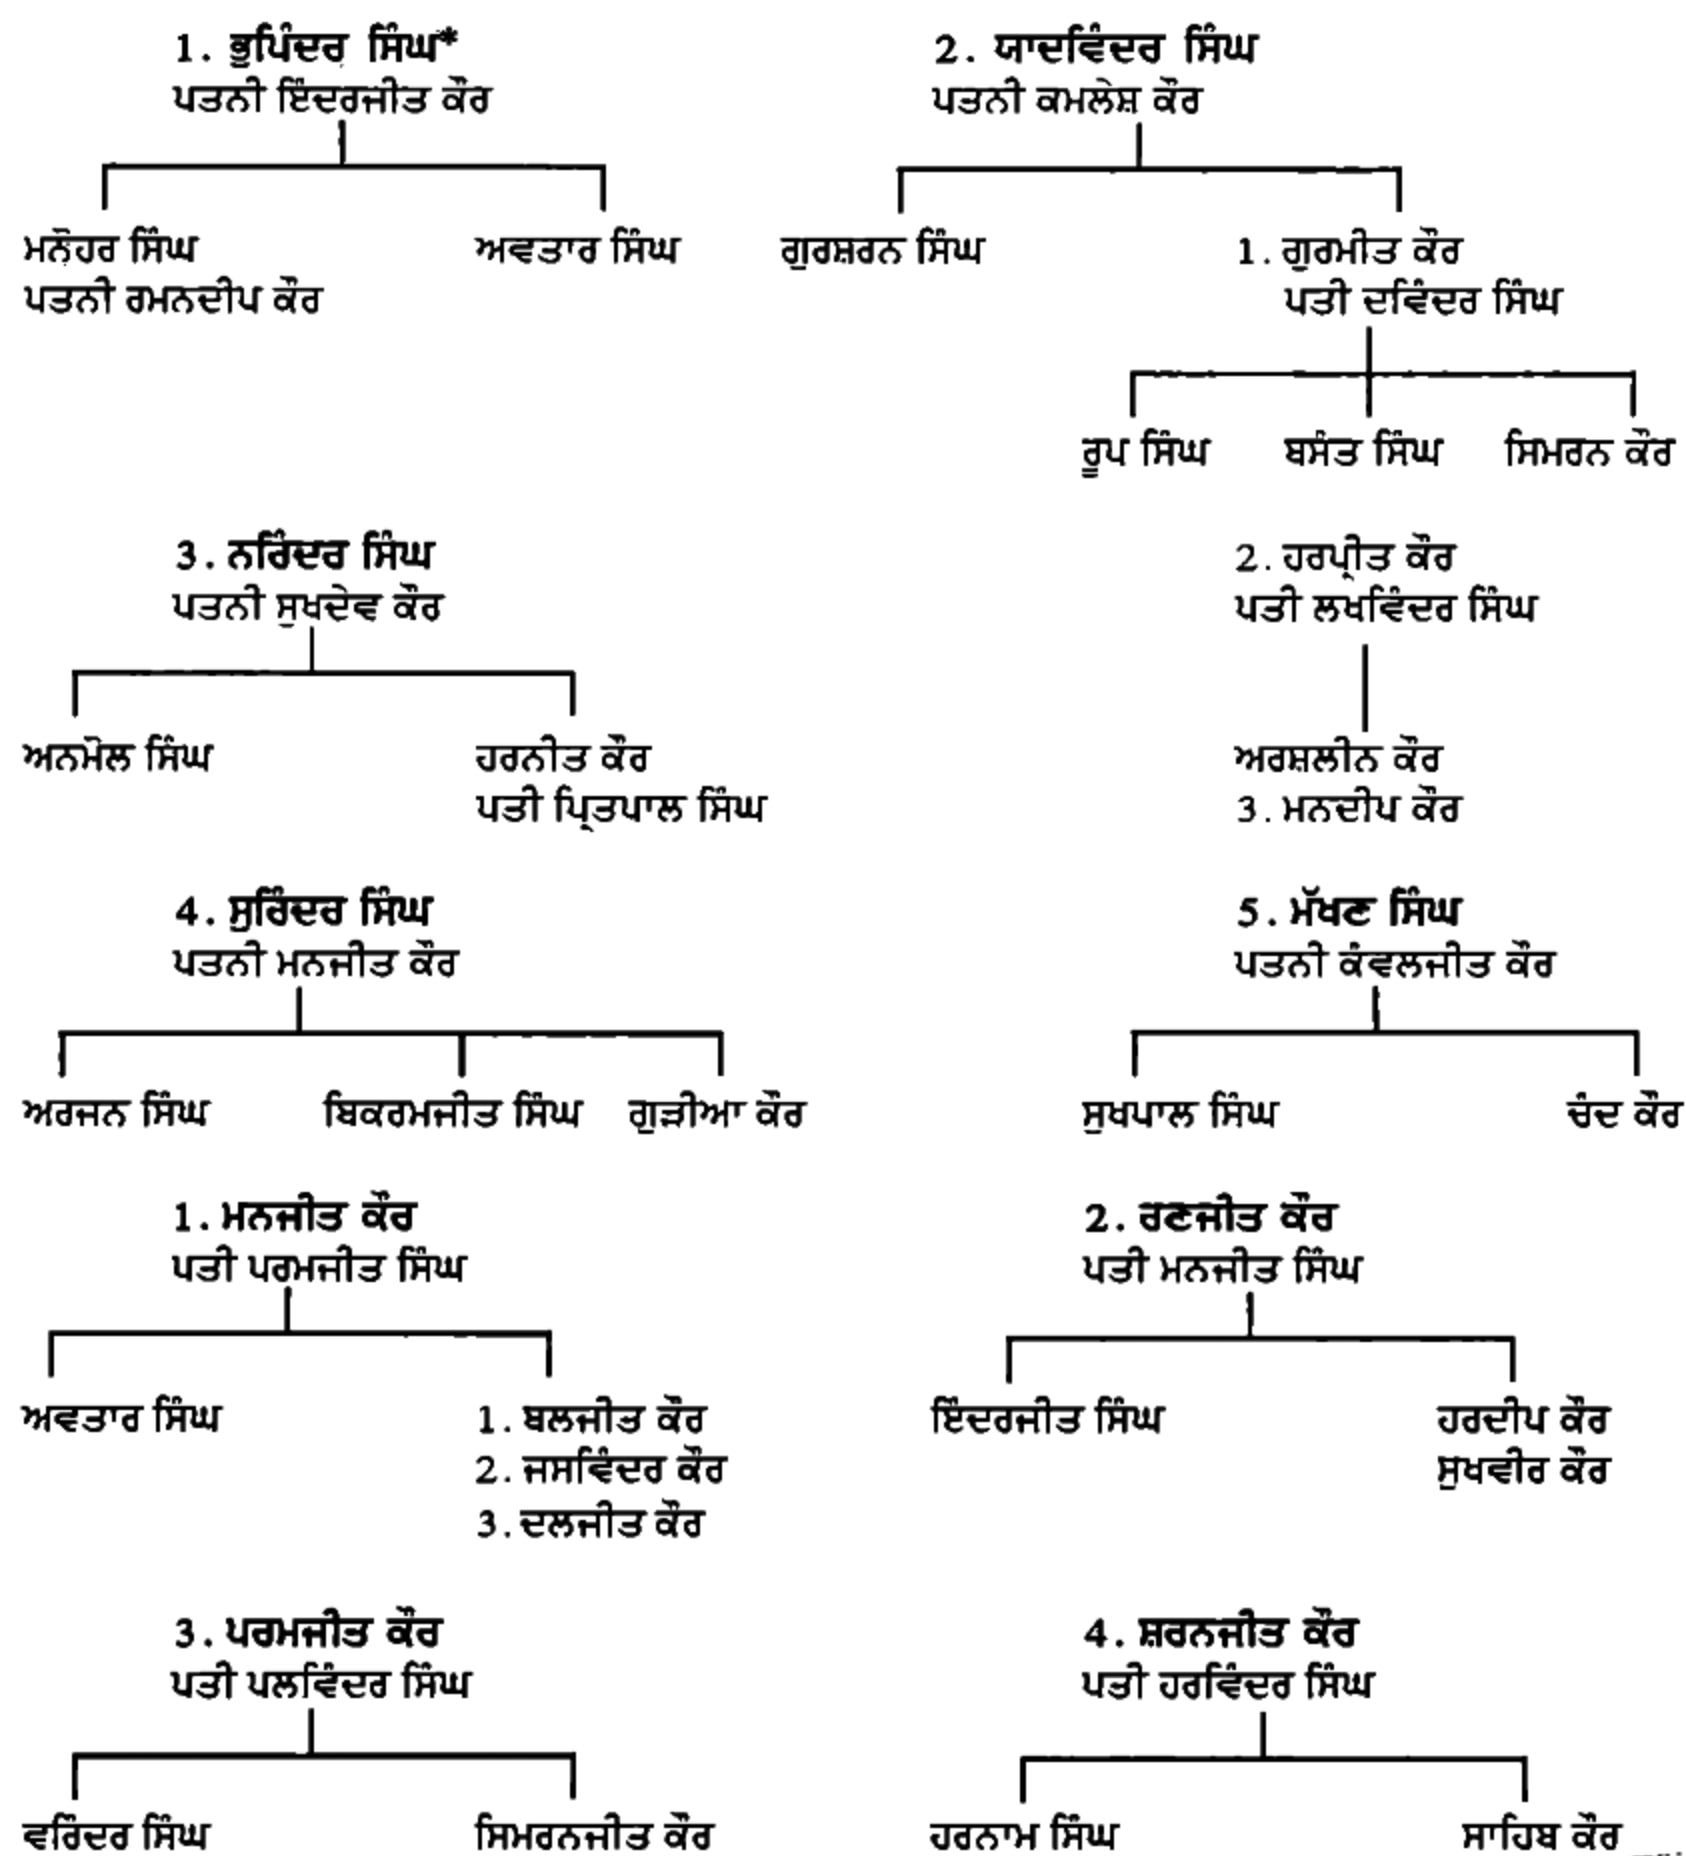 1. ਭੁਪਿੰਦਰ ਸਿੰਘ*
ਪਤਨੀ ਇੰਦਰਜੀਤ ਕੌਰ
ਮਨੋਹਰ ਸਿੰਘ
ਪਤਨੀ ਰਮਨਦੀਪ ਕੌਰ
ਅਵਤਾਰ ਸਿੰਘ
2. ਯਾਦਵਿੰਦਰ ਸਿੰਘ
ਪਤਨੀ ਕਮਲੇਸ਼ ਕੌਰ
ਗੁਰਸ਼ਰਨ ਸਿੰਘ
1. ਗੁਰਮੀਤ ਕੌਰ
ਪਤੀ ਦਵਿੰਦਰ ਸਿੰਘ
ਰੂਪ ਸਿੰਘ
ਬਸੰਤ ਸਿੰਘ
ਸਿਮਰਨ ਕੌਰ
2. ਹਰਪ੍ਰੀਤ ਕੌਰ
ਪਤੀ ਲਖਵਿੰਦਰ ਸਿੰਘ
ਅਰਸ਼ਲੀਨ ਕੌਰ
3. ਮਨਦੀਪ ਕੌਰ
3. ਨਰਿੰਦਰ ਸਿੰਘ
ਪਤਨੀ ਸੁਖਦੇਵ ਕੌਰ
ਅਨਮੋਲ ਸਿੰਘ
ਹਰਨੀਤ ਕੌਰ
ਪਤੀ ਪ੍ਰਿਤਪਾਲ ਸਿੰਘ
4. ਸੁਰਿੰਦਰ ਸਿੰਘ
ਪਤਨੀ ਮਨਜੀਤ ਕੌਰ
ਅਰਜਨ ਸਿੰਘ
ਬਿਕਰਮਜੀਤ ਸਿੰਘ
ਗੁੜੀਆ ਕੌਰ
5. ਮੱਖਣ ਸਿੰਘ
ਪਤਨੀ ਕੰਵਲਜੀਤ ਕੌਰ
ਸੁਖਪਾਲ ਸਿੰਘ
ਚੰਦ ਕੌਰ
1. ਮਨਜੀਤ ਕੌਰ
ਪਤੀ ਪਰਮਜੀਤ ਸਿੰਘ
ਅਵਤਾਰ ਸਿੰਘ
1. ਬਲਜੀਤ ਕੌਰ
2. ਜਸਵਿੰਦਰ ਕੌਰ
3. ਦਲਜੀਤ ਕੌਰ
2. ਰਣਜੀਤ ਕੌਰ
ਪਤੀ ਮਨਜੀਤ ਸਿੰਘ
ਇੰਦਰਜੀਤ ਸਿੰਘ
ਹਰਦੀਪ ਕੌਰ
ਸੁਖਵੀਰ ਕੌਰ
3. ਪਰਮਜੀਤ ਕੌਰ
ਪਤੀ ਪਲਵਿੰਦਰ ਸਿੰਘ
ਵਰਿੰਦਰ ਸਿੰਘ
ਸਿਮਰਨਜੀਤ ਕੌਰ
4. ਸ਼ਰਨਜੀਤ ਕੌਰ
ਪਤੀ ਹਰਵਿੰਦਰ ਸਿੰਘ
ਹਰਨਾਮ ਸਿੰਘ
ਸਾਹਿਬ ਕੌਰ